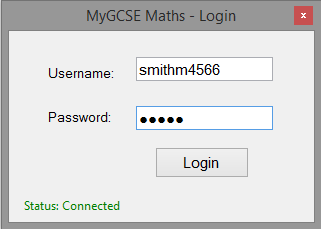 MyGCSE Maths - Login
x
Username: smithm4566
Password: ●●●●●
Login
Status: Connected